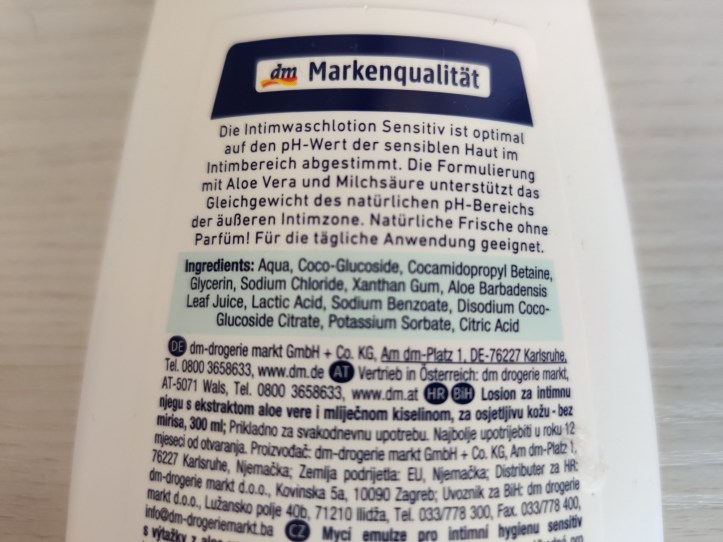 dm Markenqualität
Die Intimwaschlotion Sensitiv ist optimal
auf den pH-Wert der sensiblen Haut im
Intimbereich abgestimmt. Die Formulierung
mit Aloe Vera und Milchsäure unterstützt das
Gleichgewicht des natürlichen pH-Bereichs
der äußeren Intimzone. Natürliche Frische ohne
Parfüm! Für die tägliche Anwendung geeignet.
Ingredients: Aqua, Coco-Glucoside, Cocamidopropyl Betaine,
Glycerin, Sodium Chloride, Xanthan Gum, Aloe Barbadensis
Leaf Juice, Lactic Acid, Sodium Benzoate, Disodium Coco-
Glucoside Citrate, Potassium Sorbate, Citric Acid
DE dm-drogerie markt GmbH + Co. KG, Am dm-Platz 1, DE-76227 Karlsruhe,
Tel. 0800 3658633, www.dm.de AT Vertrieb in Österreich: dm drogerie markt,
AT-5071 Wals, Tel. 0800 3658633, www.dm.at HR BiH Losion za intimnu
njegu s ekstraktom aloe vere i mliječnom kiselinom, za osjetljivu kožu - bez
mirisa, 300 ml; Prikladno za svakodnevnu upotrebu. Najbolje upotrijebiti u roku 12
mjeseci od otvaranja. Proizvođač: dm-drogerie markt GmbH + Co. KG, Am dm-Platz 1,
76227 Karlsruhe, Njemačka; Zemlja podrijetla: EU, Njemačka; Distributer za HR:
dm-drogerie markt d.o.o., Kovinska 5a, 10090 Zagreb; Uvoznik za BiH: dm drogerie
markt d.o.o., Lužansko polje 40b, 71210 Ilidža, Tel. 033/778 300, Fax. 033/778 400,
info@dm-drogeriemarkt.ba CZ Mycí emulze pro intimní hygienu sensitiv
s výtažky z aloe